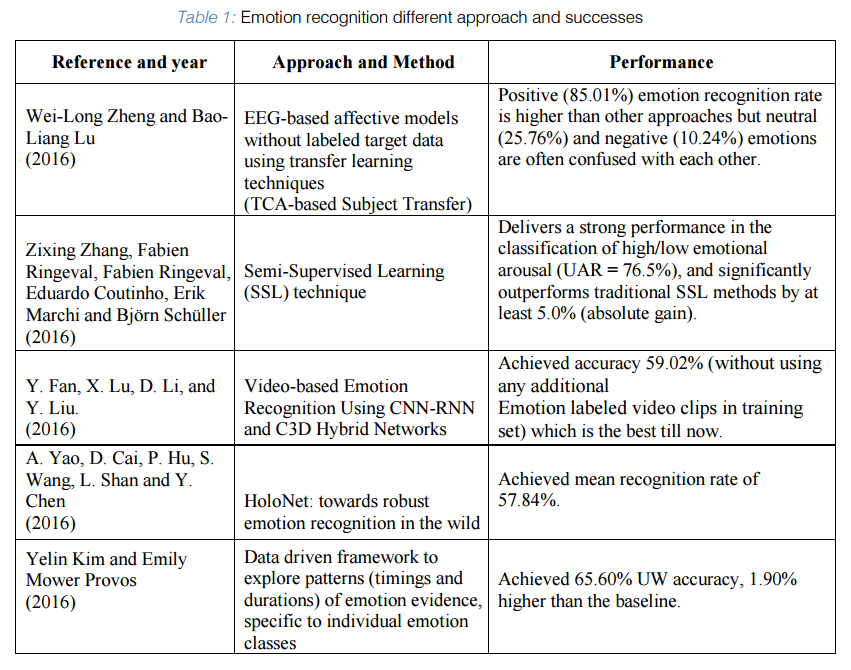 Table 1: Emotion recognition different approach and successes
Reference and year
Approach and Method
Performance
Wei-Long Zheng and Bao-
Liang Lu
(2016)
EEG-based affective models
without labeled target data
using transfer learning
techniques
(TCA-based Subject Transfer)
Positive (85.01%) emotion recognition rate
is higher than other approaches but neutral
(25.76%) and negative (10.24%) emotions
are often confused with each other.
Zixing Zhang, Fabien
Ringeval, Fabien Ringeval,
Eduardo Coutinho, Erik
Marchi and Björn Schüller
(2016)
Semi-Supervised Learning
(SSL) technique
Delivers a strong performance in the
classification of high/low emotional
arousal (UAR = 76.5%), and significantly
outperforms traditional SSL methods by at
least 5.0% (absolute gain).
Y. Fan, X. Lu, D. Li, and
Y. Liu.
(2016)
Video-based Emotion
Recognition Using CNN-RNN
and C3D Hybrid Networks
Achieved accuracy 59.02% (without using
any additional
Emotion labeled video clips in training
set) which is the best till now.
A. Yao, D. Cai, P. Hu, S.
Wang, L. Shan and Y.
Chen
(2016)
HoloNet: towards robust
emotion recognition in the wild
Achieved mean recognition rate of
57.84%.
Yelin Kim and Emily
Mower Provos
(2016)
Data driven framework to
explore patterns (timings and
durations) of emotion evidence,
specific to individual emotion
classes
Achieved 65.60% UW accuracy, 1.90%
higher than the baseline.